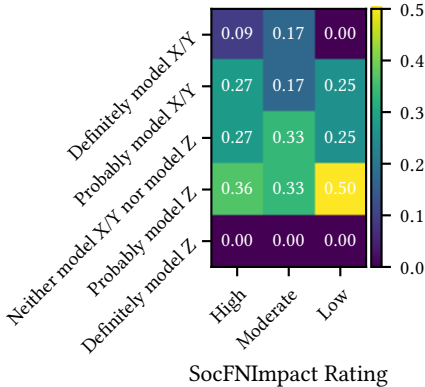 Definitely model X/Y
Probably model X/Y
Neither model X/Y nor model Z
Probably model Z
Definitely model Z
0.09 0.17 0.00
0.27 0.17 0.25
0.27 0.33 0.25
0.36 0.33 0.50
0.00 0.00 0.00
High
Moderate
Low
SocFNImpact Rating
0.5
0.4
0.3
0.2
0.1
0.0